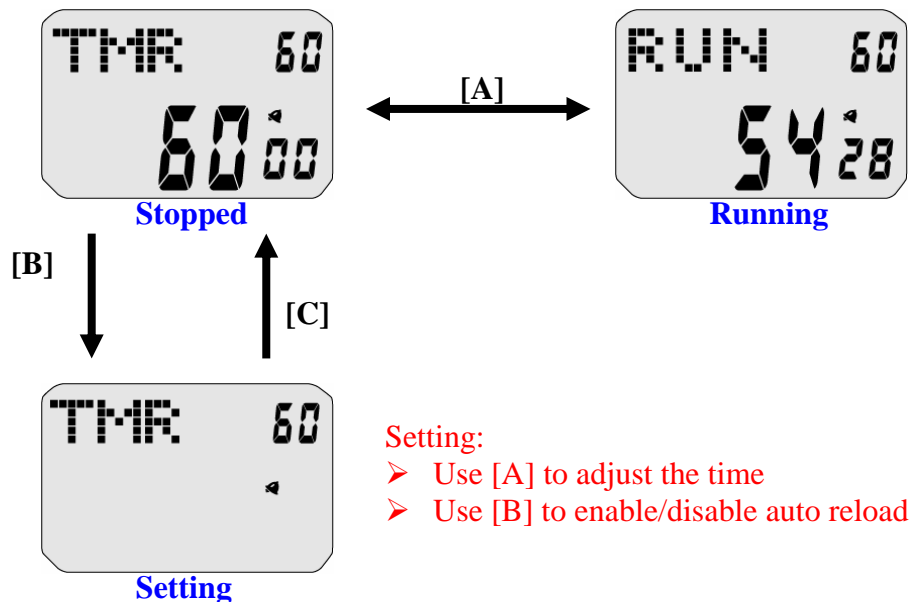 TMR 60
60 00
Stopped
[A]
RUN 60
54 28
Running
[B]
[C]
TMR 60
Setting
Setting:
➢ Use [A] to adjust the time
➢ Use [B] to enable/disable auto reload